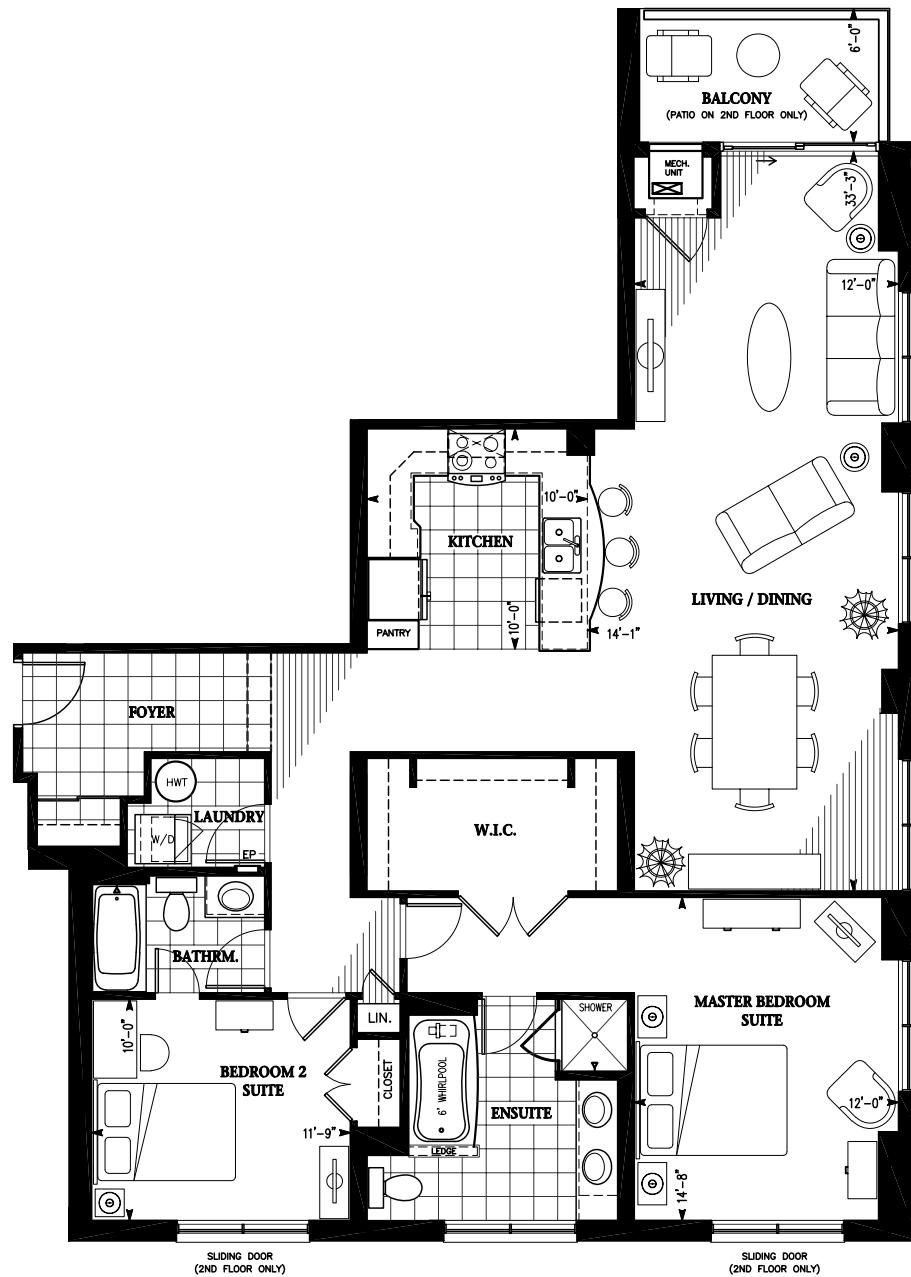 6'-0"
BALCONY
(PATIO ON 2ND FLOOR ONLY)
MECH.
UNIT
33'-3"
12'-0"
10'-0"
KITCHEN
LIVING / DINING
PANTRY
10'-0"
14'-1"
FOYER
HWT
LAUNDRY
W/D
EP
W.I.C.
BATHRM.
MASTER BEDROOM
SUITE
SHOWER
LIN.
10'-0"
BEDROOM 2
SUITE
CLOSET
6' WHIRLPOOL
ENSUITE
12'-0"
11'-9"
LEDGE
14'-8"
SLIDING DOOR
(2ND FLOOR ONLY)
SLIDING DOOR
(2ND FLOOR ONLY)